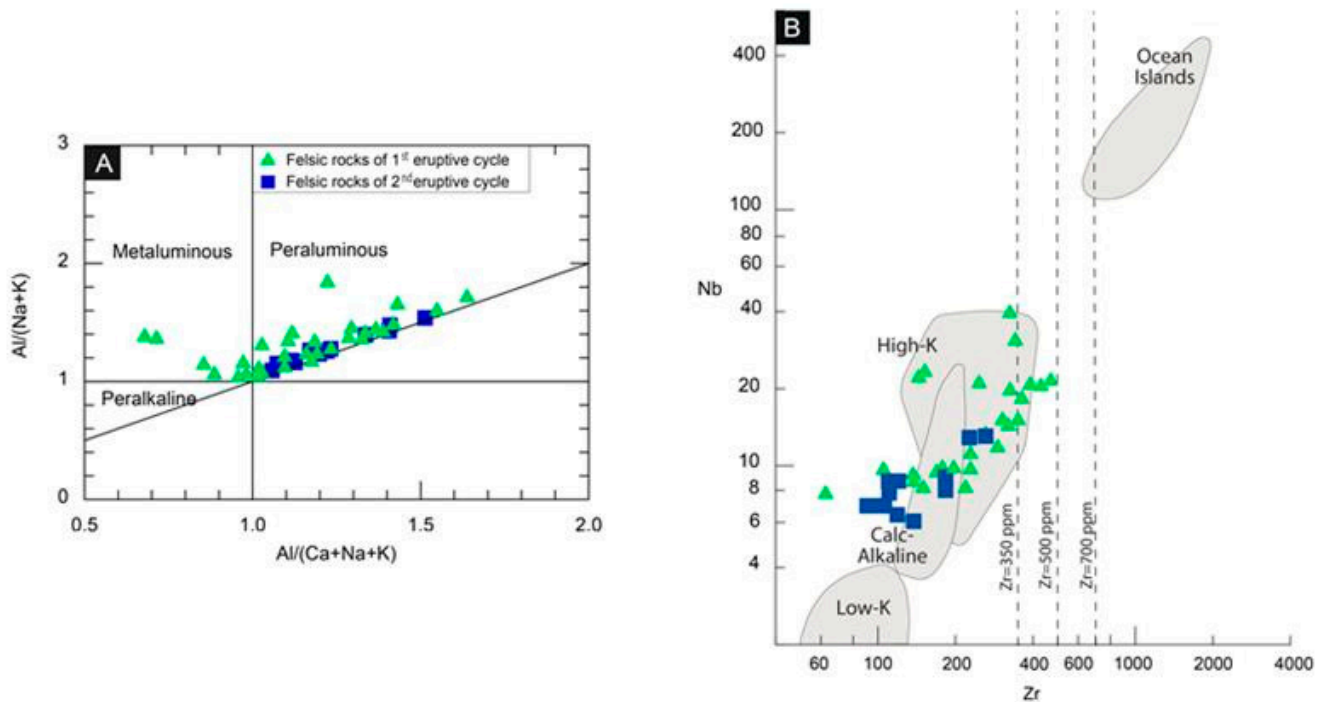 A
3
2
1
0
Al/(Na+K)
Felsic rocks of 1st eruptive cycle
Felsic rocks of 2nd eruptive cycle
Metaluminous
Peraluminous
Peralkaline
0.5
1.0
1.5
2.0
Al/(Ca+Na+K)
B
400
200
100
80
60
40
20
10
8
6
4
Nb
Ocean
Islands
High-K
Calc-
Alkaline
Low-K
Zr=350 ppm
Zr=500 ppm
Zr=700 ppm
60
100
200
400
600
1000
2000
4000
Zr